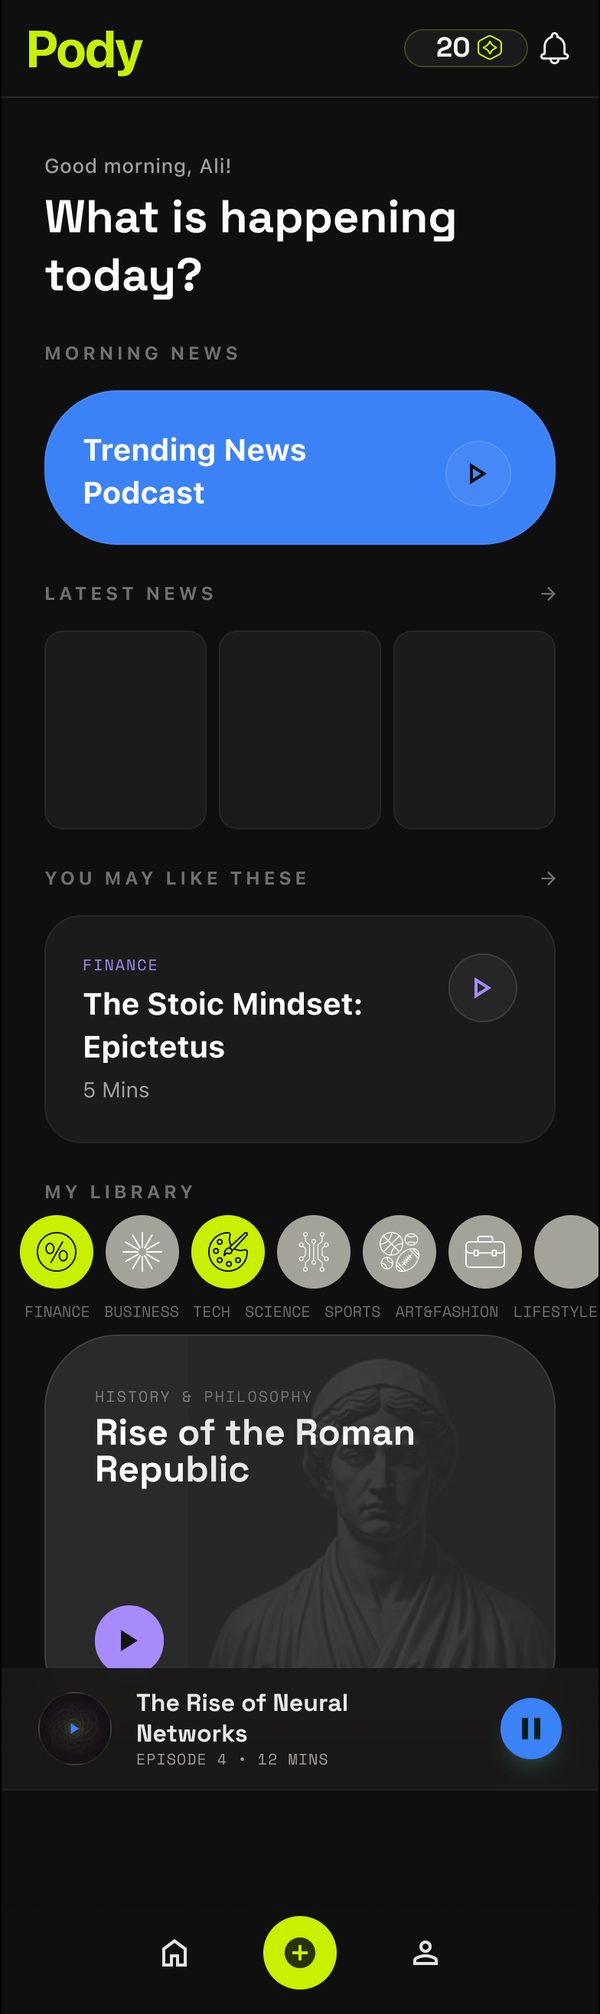 Pody
20
Good morning, Ali!
What is happening
today?
MORNING NEWS
Trending News
Podcast
LATEST NEWS
YOU MAY LIKE THESE
FINANCE
The Stoic Mindset:
Epictetus
5 Mins
MY LIBRARY
FINANCE BUSINESS TECH SCIENCE SPORTS ART&FASHION LIFESTYLE
HISTORY & PHILOSOPHY
Rise of the Roman
Republic
The Rise of Neural
Networks
EPISODE 4 • 12 MINS